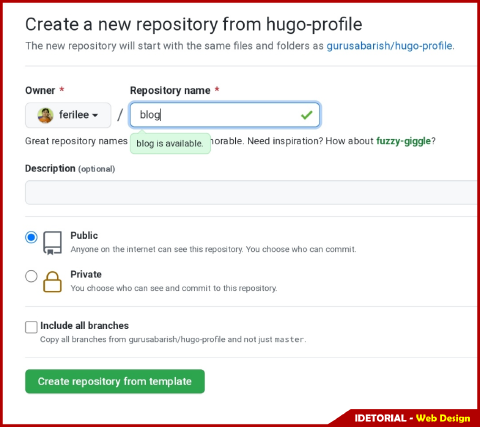 Create a new repository from hugo-profile
The new repository will start with the same files and folders as gurusabarish/hugo-profile.
Owner * Repository name *
ferilee / blog
Great repository names norable. Need inspiration? How about fuzzy-giggle?
blog is available.
Description (optional)
Public
Anyone on the internet can see this repository. You choose who can commit.
Private
You choose who can see and commit to this repository.
Include all branches
Copy all branches from gurusabarish/hugo-profile and not just master.
Create repository from template
IDETORIAL - Web Design